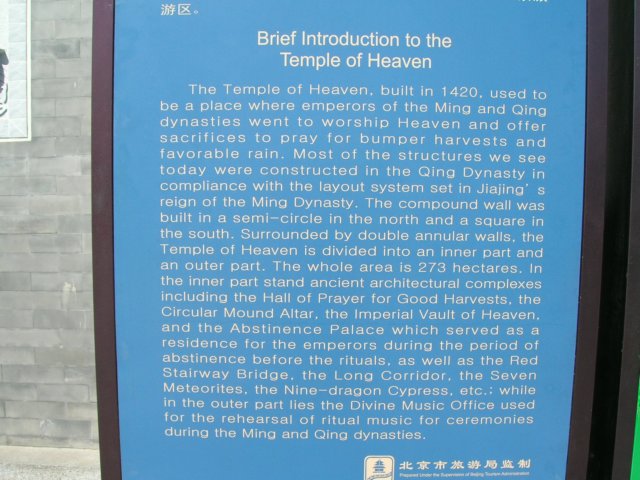 游区。
Brief Introduction to the
Temple of Heaven
The Temple of Heaven, built in 1420, used to
be a place where emperors of the Ming and Qing
dynasties went to worship Heaven and offer
sacrifices to pray for bumper harvests and
favorable rain. Most of the structures we see
today were constructed in the Qing Dynasty in
compliance with the layout system set in Jiajing's
reign of the Ming Dynasty. The compound wall was
built in a semi-circle in the north and a square in
the south. Surrounded by double annular walls, the
Temple of Heaven is divided into an inner part and
an outer part. The whole area is 273 hectares. In
the inner part stand ancient architectural complexes
including the Hall of Prayer for Good Harvests, the
Circular Mound Altar, the Imperial Vault of Heaven,
and the Abstinence Palace which served as a
residence for the emperors during the period of
abstinence before the rituals, as well as the Red
Stairway Bridge, the Long Corridor, the Seven
Meteorites, the Nine-dragon Cypress, etc.; while
in the outer part lies the Divine Music Office used
for the rehearsal of ritual music for ceremonies
during the Ming and Qing dynasties.
北京市旅游局监制
Prepared Under the Supervision of Beijing Tourism Administration